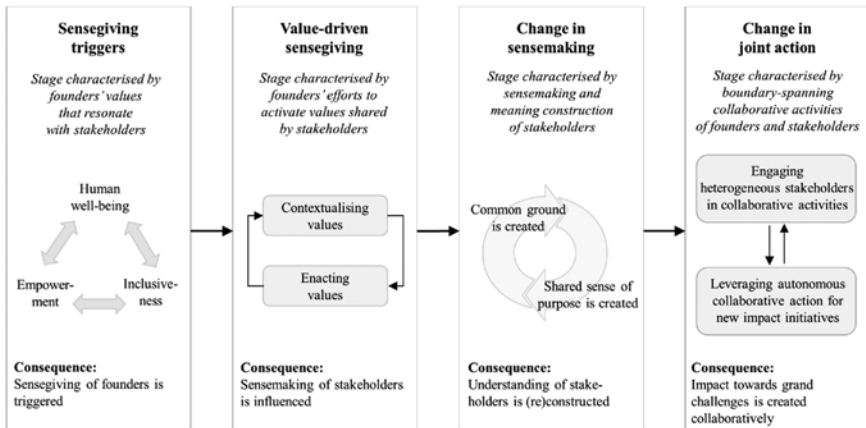 Sensegiving
triggers
Stage characterised by
founders' values
that resonate
with stakeholders
Human
well-being
Empower-
ment
Inclusive-
ness
Consequence:
Sensegiving of founders is
triggered
Value-driven
sensegiving
Stage characterised by
founders' efforts to
activate values shared
by stakeholders
Contextualising
values
Enacting
values
Consequence:
Sensemaking of stakeholders
is influenced
Change in
sensemaking
Stage characterised by
sensemaking and
meaning construction
of stakeholders
Common ground
is created
Shared sense of
purpose is created
Consequence:
Understanding of stake-
holders is (re)constructed
Change in
joint action
Stage characterised by
boundary-spanning
collaborative activities
of founders and stakeholders
Engaging
heterogeneous stakeholders
in collaborative activities
Leveraging autonomous
collaborative action for
new impact initiatives
Consequence:
Impact towards grand
challenges is created
collaboratively